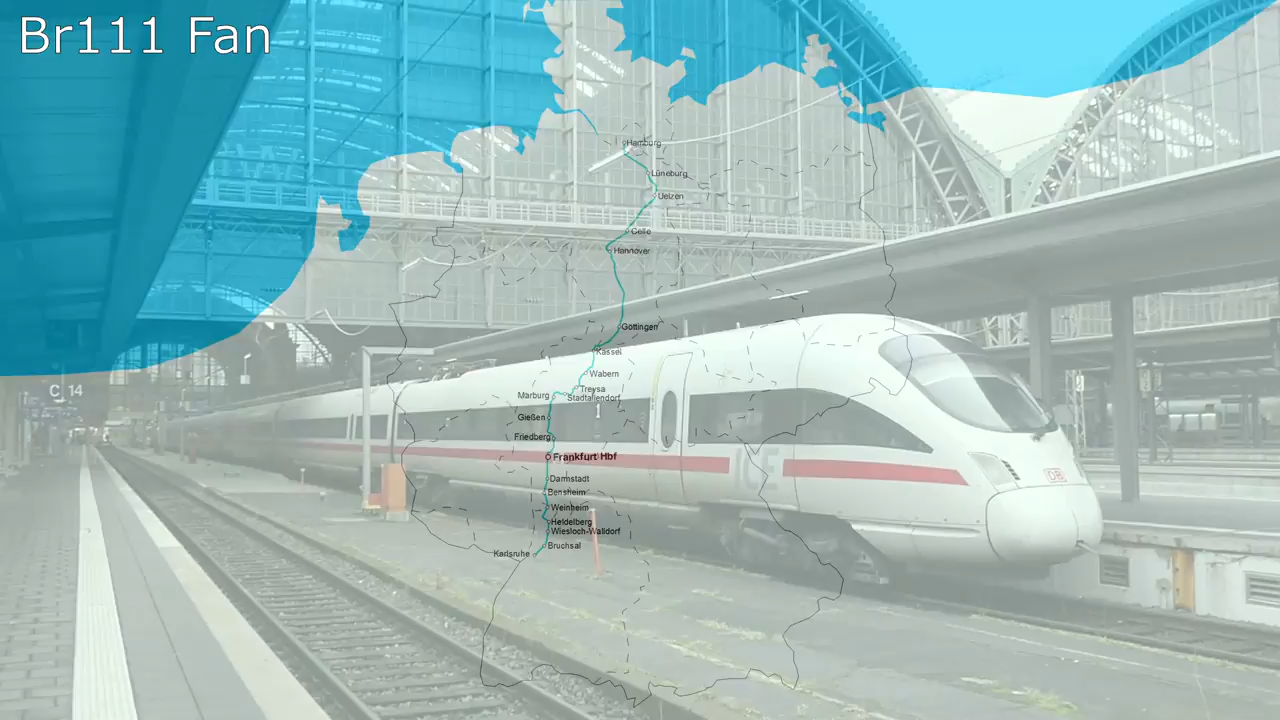 Br111 Fan
Hamburg
Lüneburg
Uelzen
Celle
Hannover
Göttingen
Kassel
Wabern
Treysa
Marburg
Stadtallendorf
Gießen
Friedberg
Frankfurt Hbf
Darmstadt
Bensheim
Weinheim
Heidelberg
Wiesloch-Walldorf
Bruchsal
Karlsruhe
C 14
ICE
DB